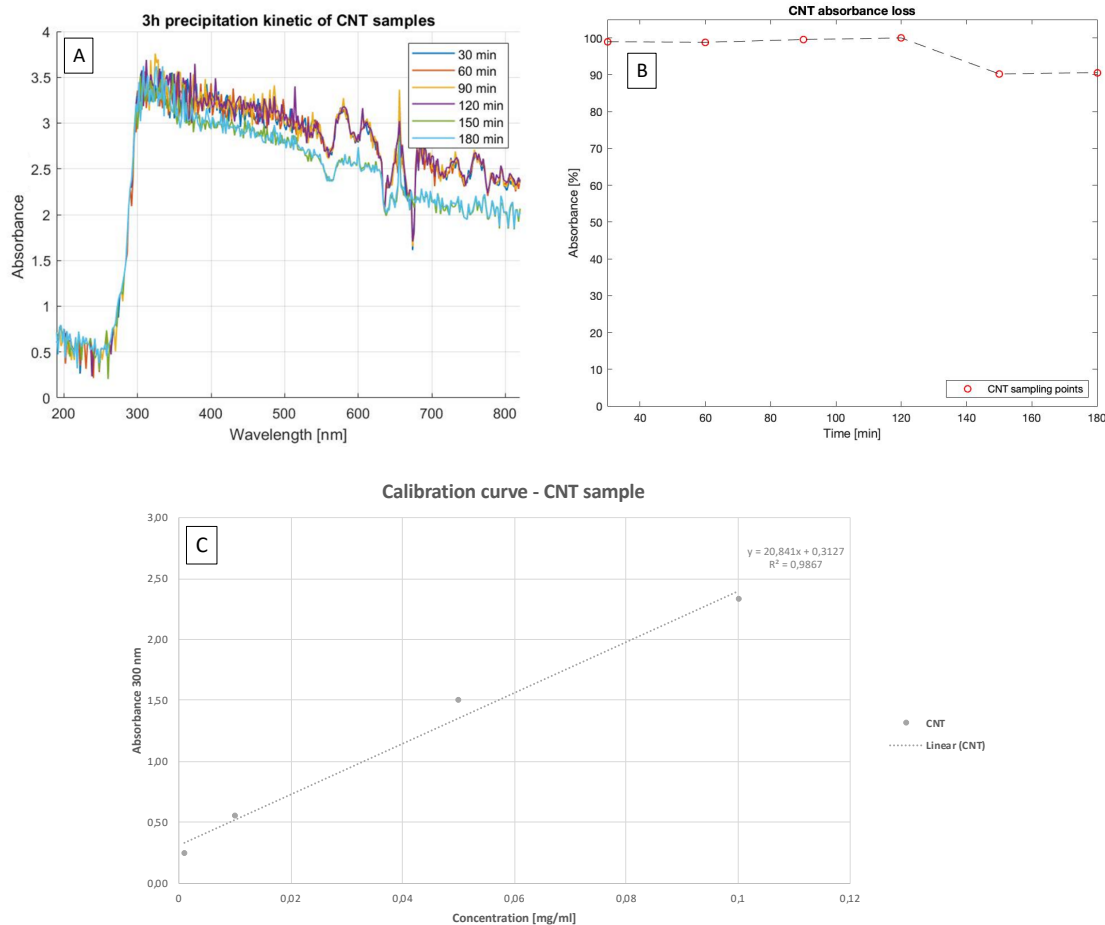 3h precipitation kinetic of CNT samples
A
30 min
60 min
90 min
120 min
150 min
180 min
4
3.5
3
2.5
2
1.5
1
0.5
0
Absorbance
200 300 400 500 600 700 800
Wavelength [nm]
CNT absorbance loss
B
100
90
80
70
60
50
40
30
20
10
0
Absorbance [%]
CNT sampling points
40 60 80 100 120 140 160 180
Time [min]
Calibration curve - CNT sample
C
3,00
2,50
2,00
1,50
1,00
0,50
0,00
Absorbance 300 nm
y = 20,841x + 0,3127
R² = 0,9867
CNT
Linear (CNT)
0 0,02 0,04 0,06 0,08 0,1 0,12
Concentration [mg/ml]